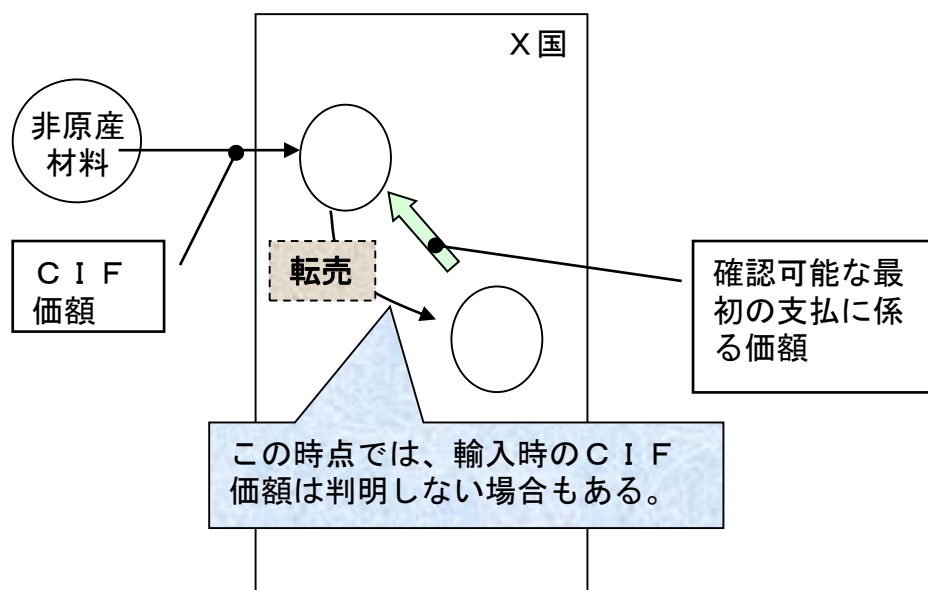 X国
非原産
材料
CIF
価額
転売
確認可能な最
初の支払に係
る価額
この時点では、輸入時のCIF
価額は判明しない場合もある。